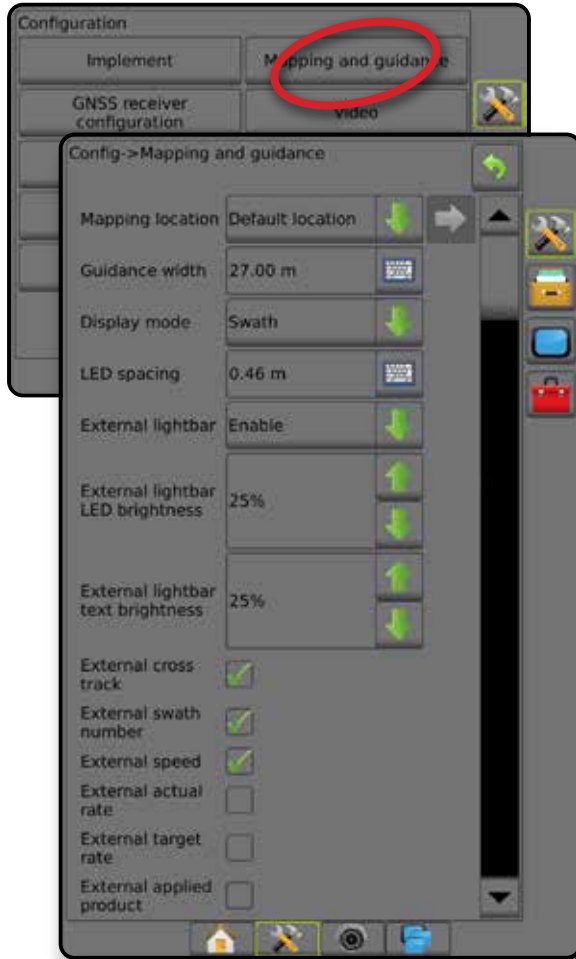 Configuration
Implement
Mapping and guidance
GNSS receiver
configuration
Video
Config->Mapping and guidance
Mapping location
Default location
Guidance width
27.00 m
Display mode
Swath
LED spacing
0.46 m
External lightbar
Enable
External lightbar
LED brightness
25%
External lightbar
text brightness
25%
External cross
track
External swath
number
External speed
External actual
rate
External target
rate
External applied
product